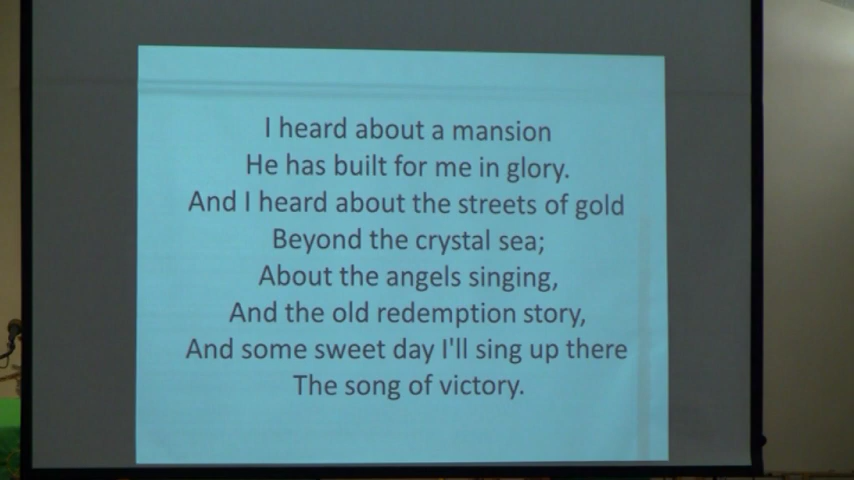 I heard about a mansion
He has built for me in glory.
And I heard about the streets of gold
Beyond the crystal sea;
About the angels singing,
And the old redemption story,
And some sweet day I'll sing up there
The song of victory.